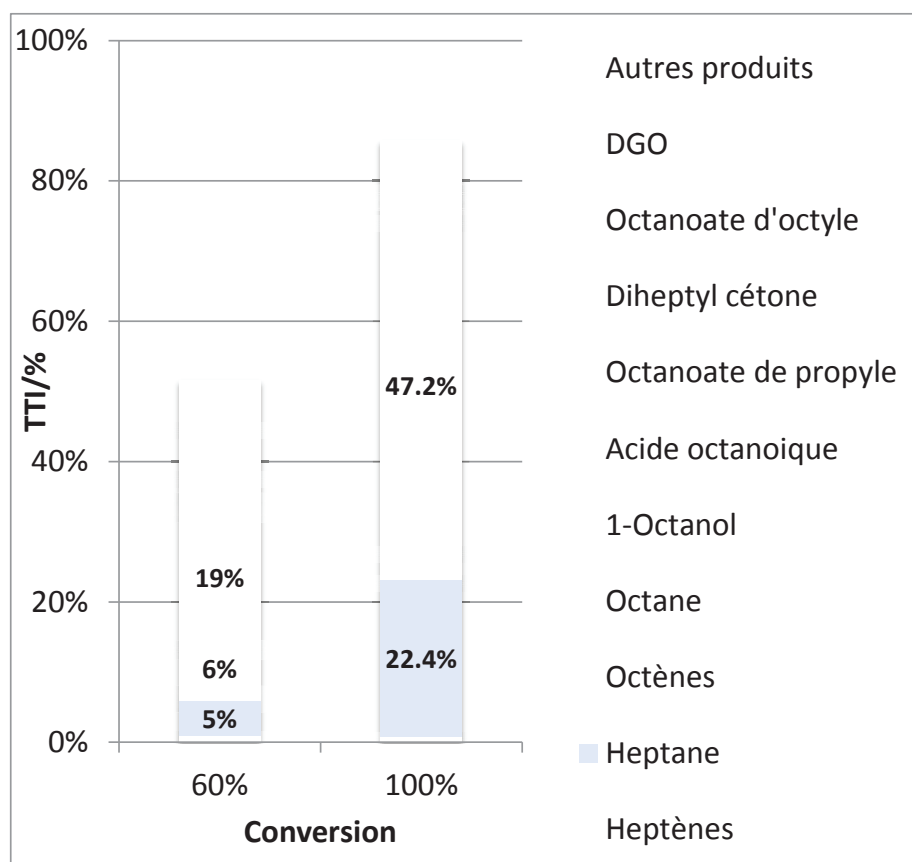 100%
80%
60%
40%
20%
0%
TTI/%
19%
6%
5%
47.2%
22.4%
60%
100%
Conversion
Autres produits
DGO
Octanoate d'octyle
Diheptyl cétone
Octanoate de propyle
Acide octanoique
1-Octanol
Octane
Octènes
Heptane
Heptènes